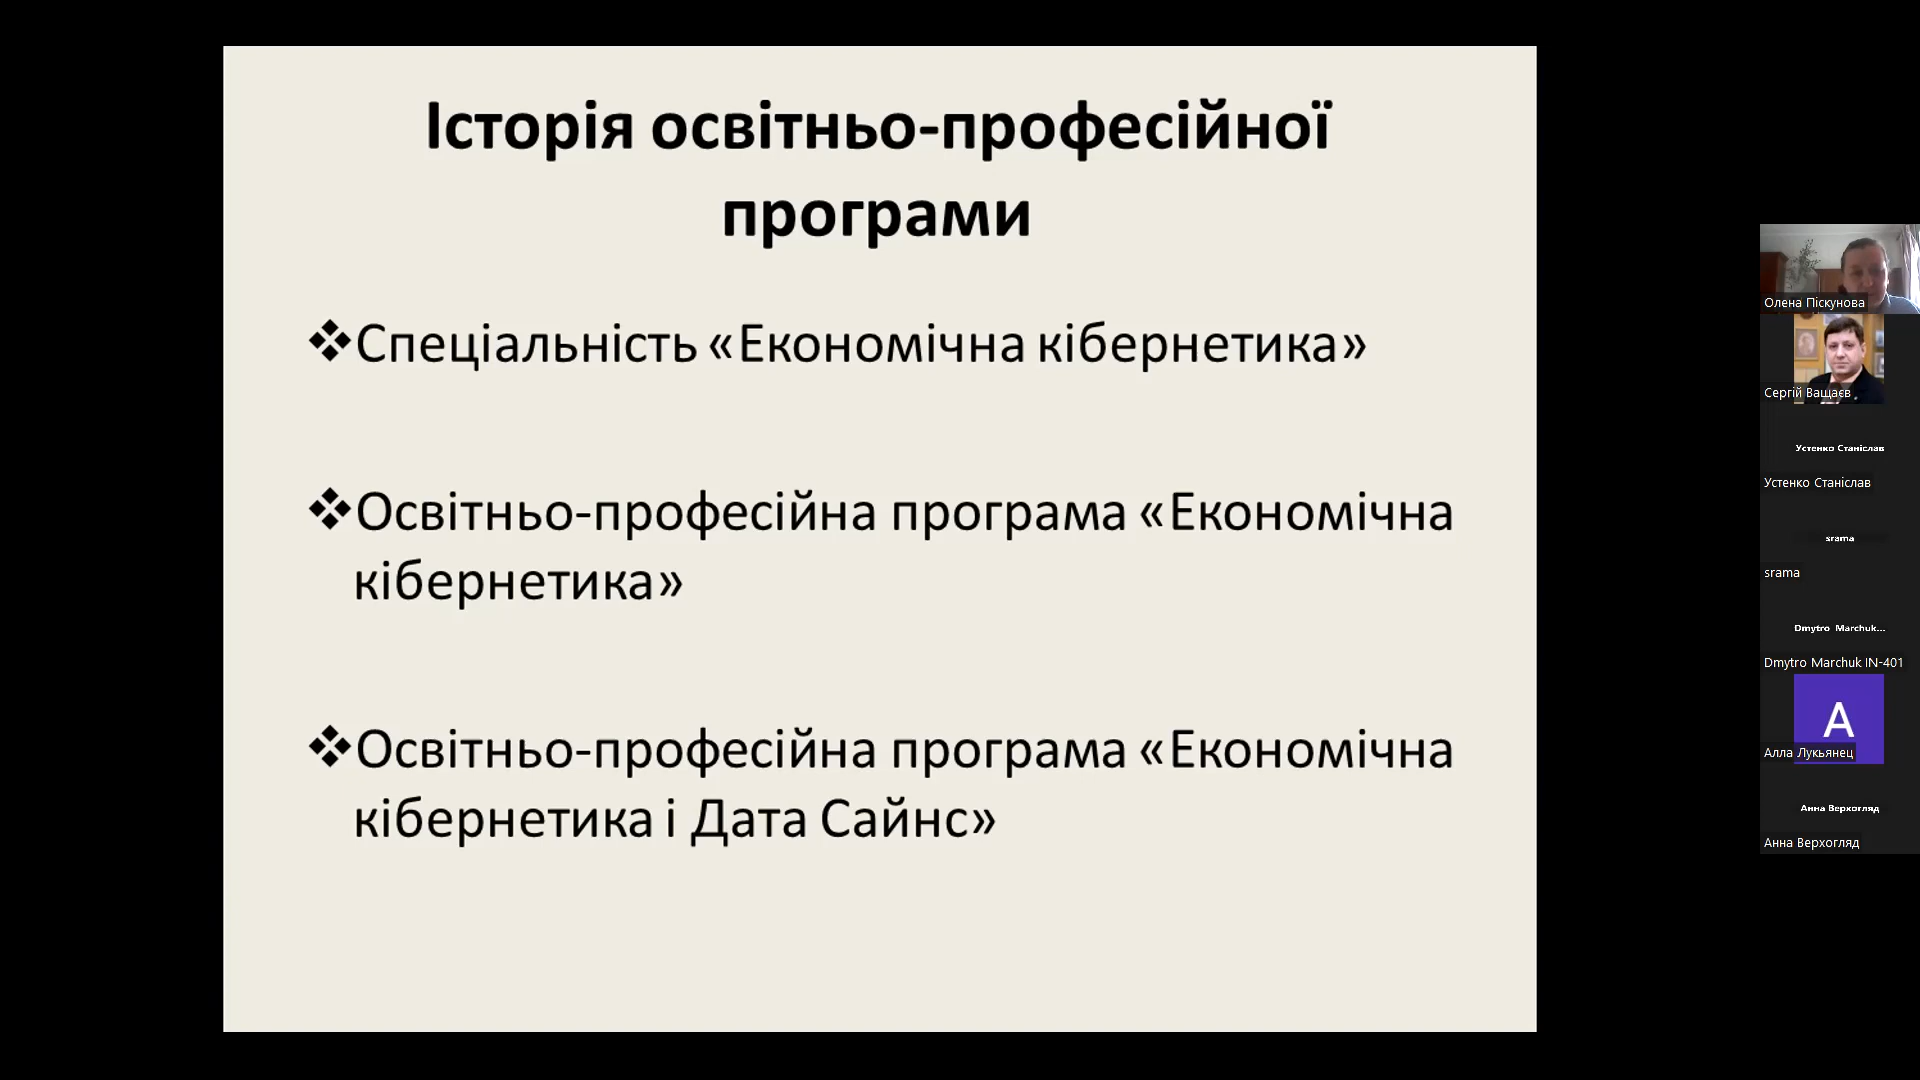 Історія освітньо-професійної
програми
❖Спеціальність «Економічна кібернетика»
❖Освітньо-професійна програма «Економічна
кібернетика»
❖Освітньо-професійна програма «Економічна
кібернетика і Дата Сайнс»
Олена Піскунова
Сергій Ващаєв
Устенко Станіслав
Устенко Станіслав
srama
srama
Dmytro Marchuk...
Dmytro Marchuk IN-401
A
Алла Лукьянец
Анна Верхогляд
Анна Верхогляд